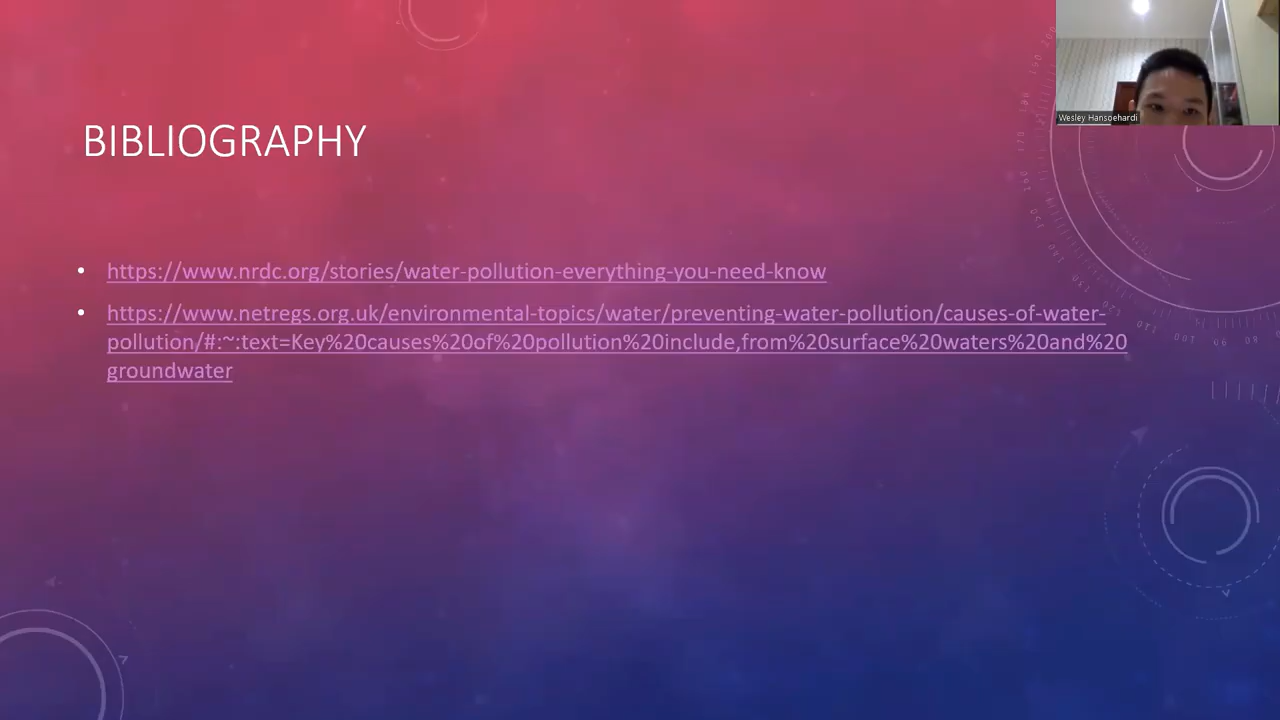 Wesley Hansoehardi
BIBLIOGRAPHY
https://www.nrdc.org/stories/water-pollution-everything-you-need-know
https://www.netregs.org.uk/environmental-topics/water/preventing-water-pollution/causes-of-water-
pollution/#:~:text=Key%20causes%20of%20pollution%20include,from%20surface%20waters%20and%20
groundwater